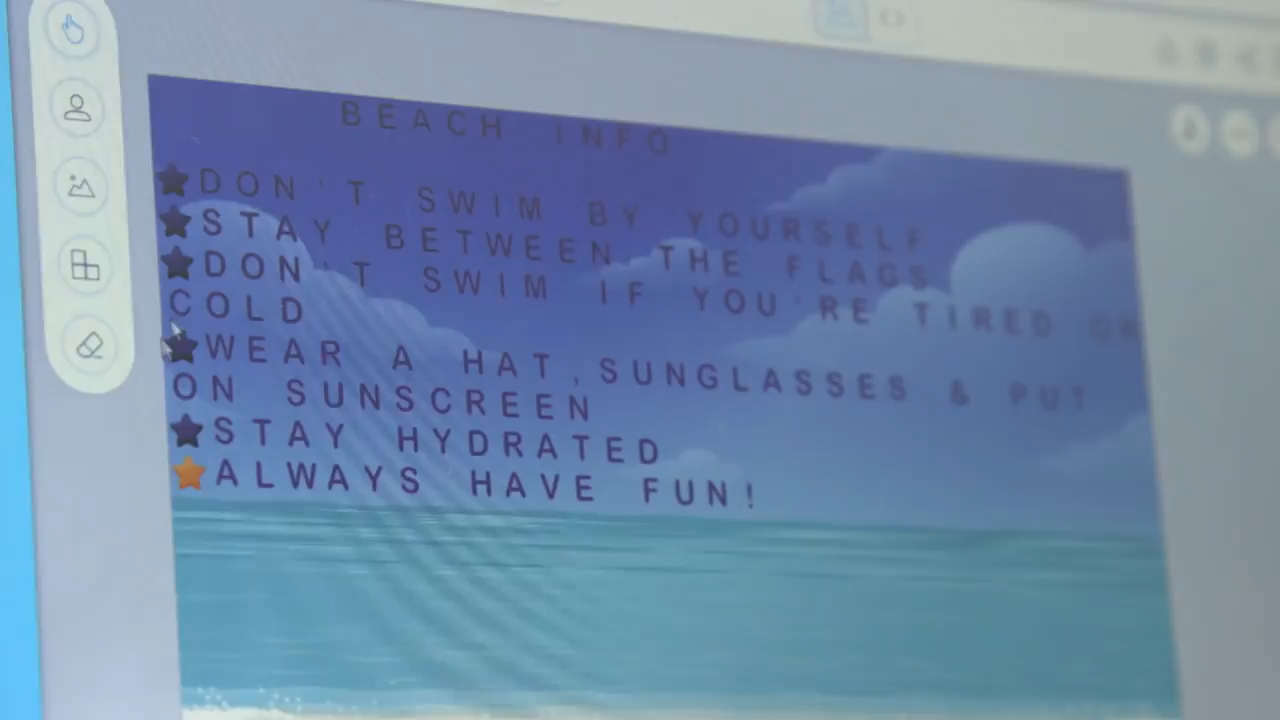 BEACH INFO
★DON'T SWIM BY YOURSELF
★STAY BETWEEN THE FLAGS
★DON'T SWIM IF YOU'RE TIRED OR
COLD
★WEAR A HAT,SUNGLASSES & PUT
ON SUNSCREEN
★STAY HYDRATED
★ALWAYS HAVE FUN!